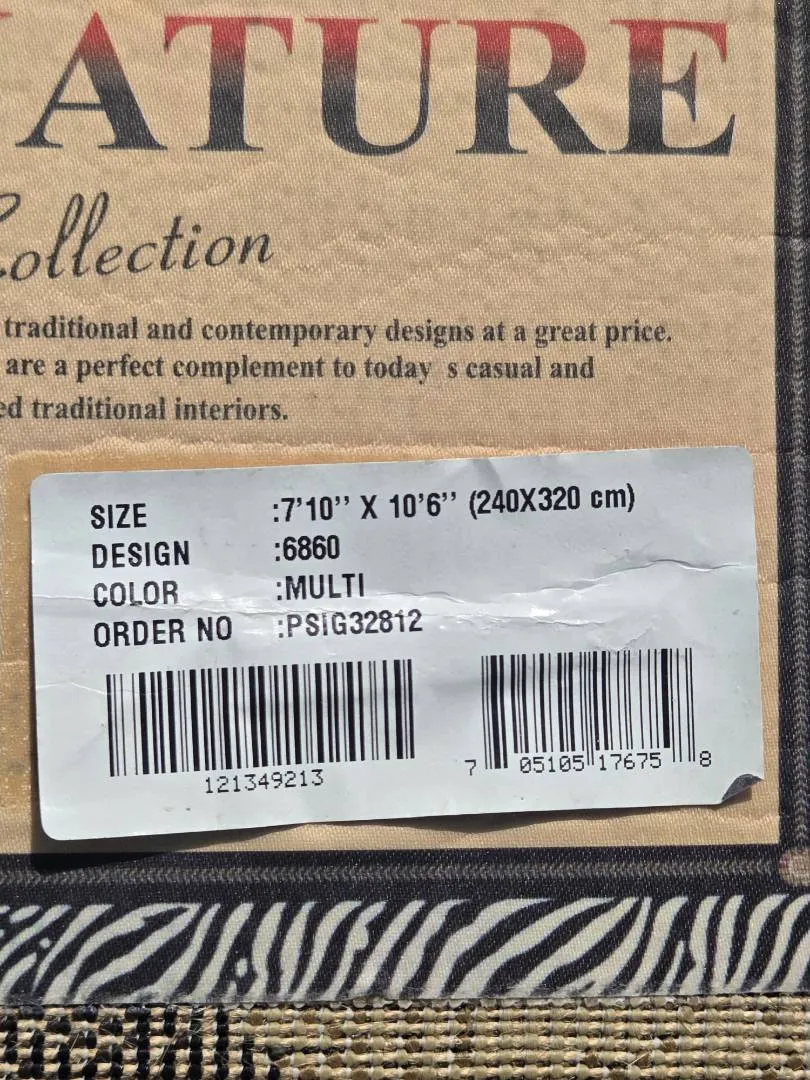 ATURE
Collection
traditional and contemporary designs at a great price.
are a perfect complement to today s casual and
ed traditional interiors.
SIZE :7'10'' X 10'6'' (240X320 cm)
DESIGN :6860
COLOR :MULTI
ORDER NO :PSIG32812
121349213
7 05105 17675 8